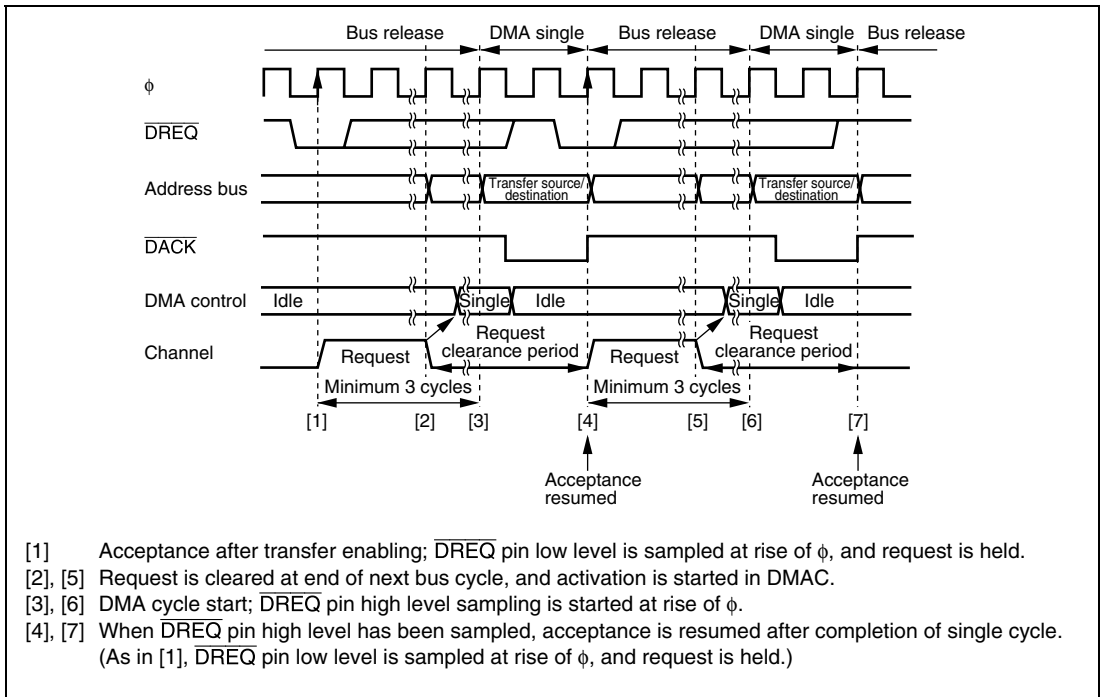 Bus release DMA single Bus release DMA single Bus release
ϕ
DREQ
Address bus Transfer source/ destination Transfer source/ destination
DACK
DMA control Idle Single Idle Single Idle
Channel Request Request clearance period Request Request clearance period
Minimum 3 cycles Minimum 3 cycles
[1] [2] [3] [4] [5] [6] [7]
Acceptance resumed Acceptance resumed
[1] Acceptance after transfer enabling; DREQ pin low level is sampled at rise of ϕ, and request is held.
[2], [5] Request is cleared at end of next bus cycle, and activation is started in DMAC.
[3], [6] DMA cycle start; DREQ pin high level sampling is started at rise of ϕ.
[4], [7] When DREQ pin high level has been sampled, acceptance is resumed after completion of single cycle.
(As in [1], DREQ pin low level is sampled at rise of ϕ, and request is held.)